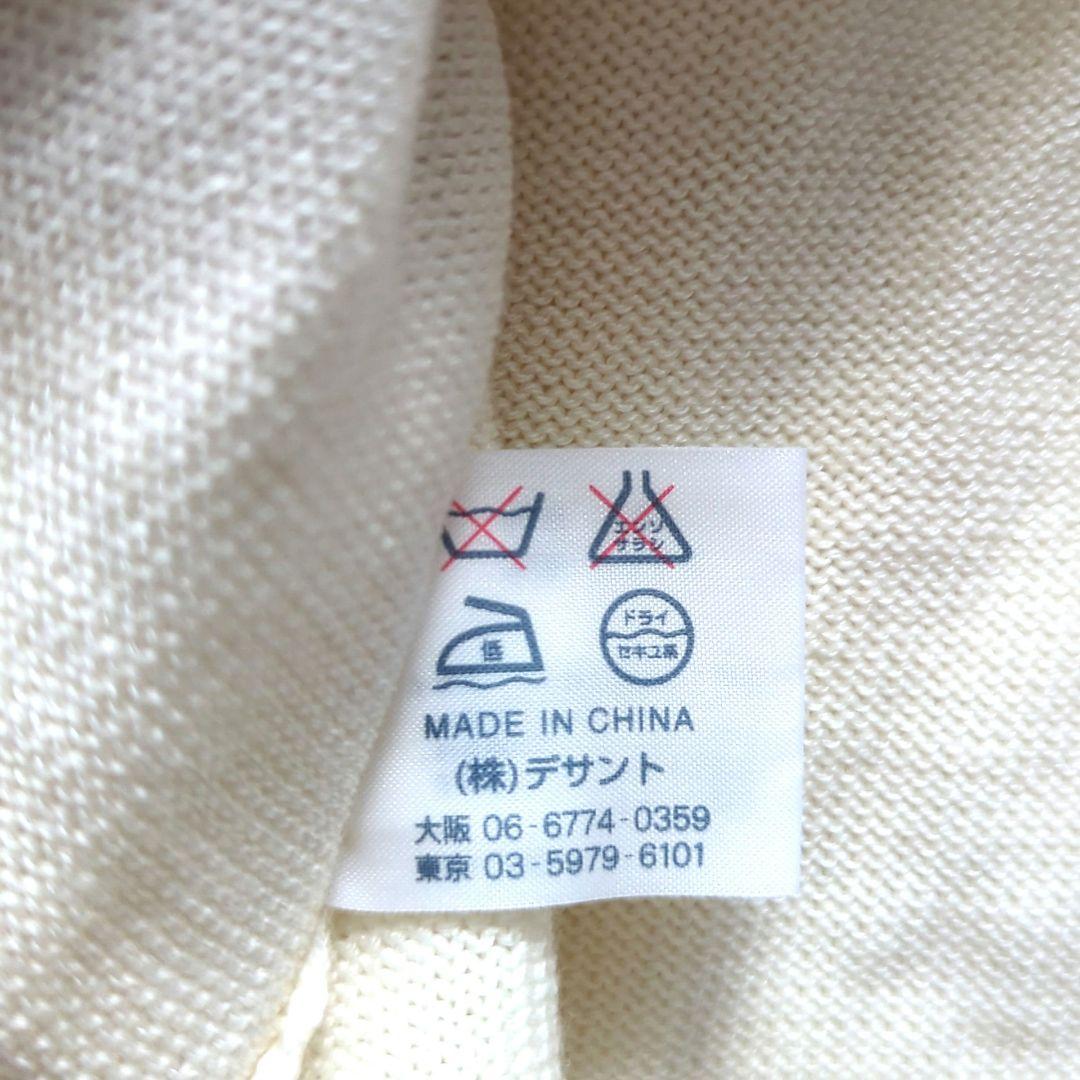 エンソ
サラシ
低
ドライ
セキユ系
MADE IN CHINA
(株)デサント
大阪 06-6774-0359
東京 03-5979-6101